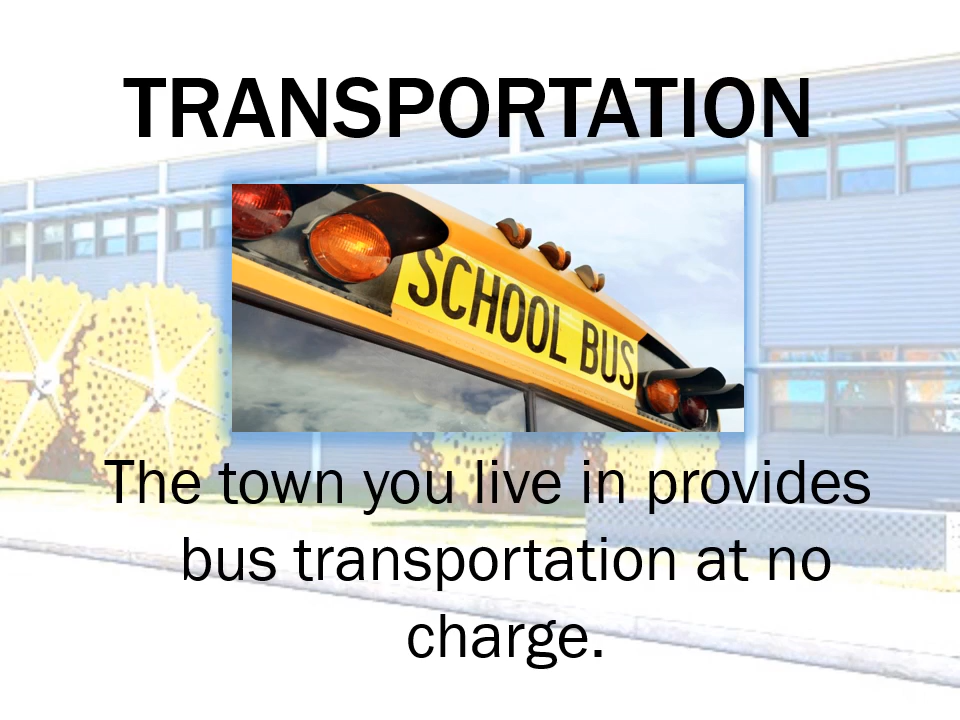 TRANSPORTATION
SCHOOL BUS
The town you live in provides
bus transportation at no
charge.